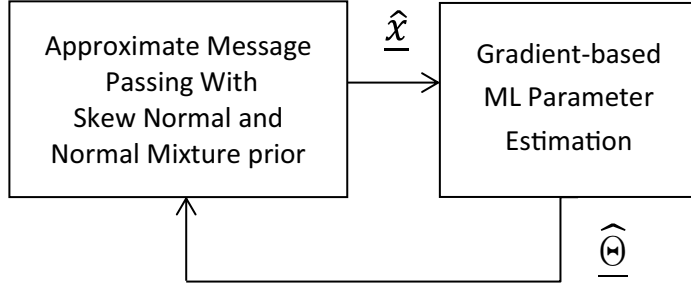 Approximate Message
Passing With
Skew Normal and
Normal Mixture prior
x̂
Gradient-based
ML Parameter
Estimation
Θ̂